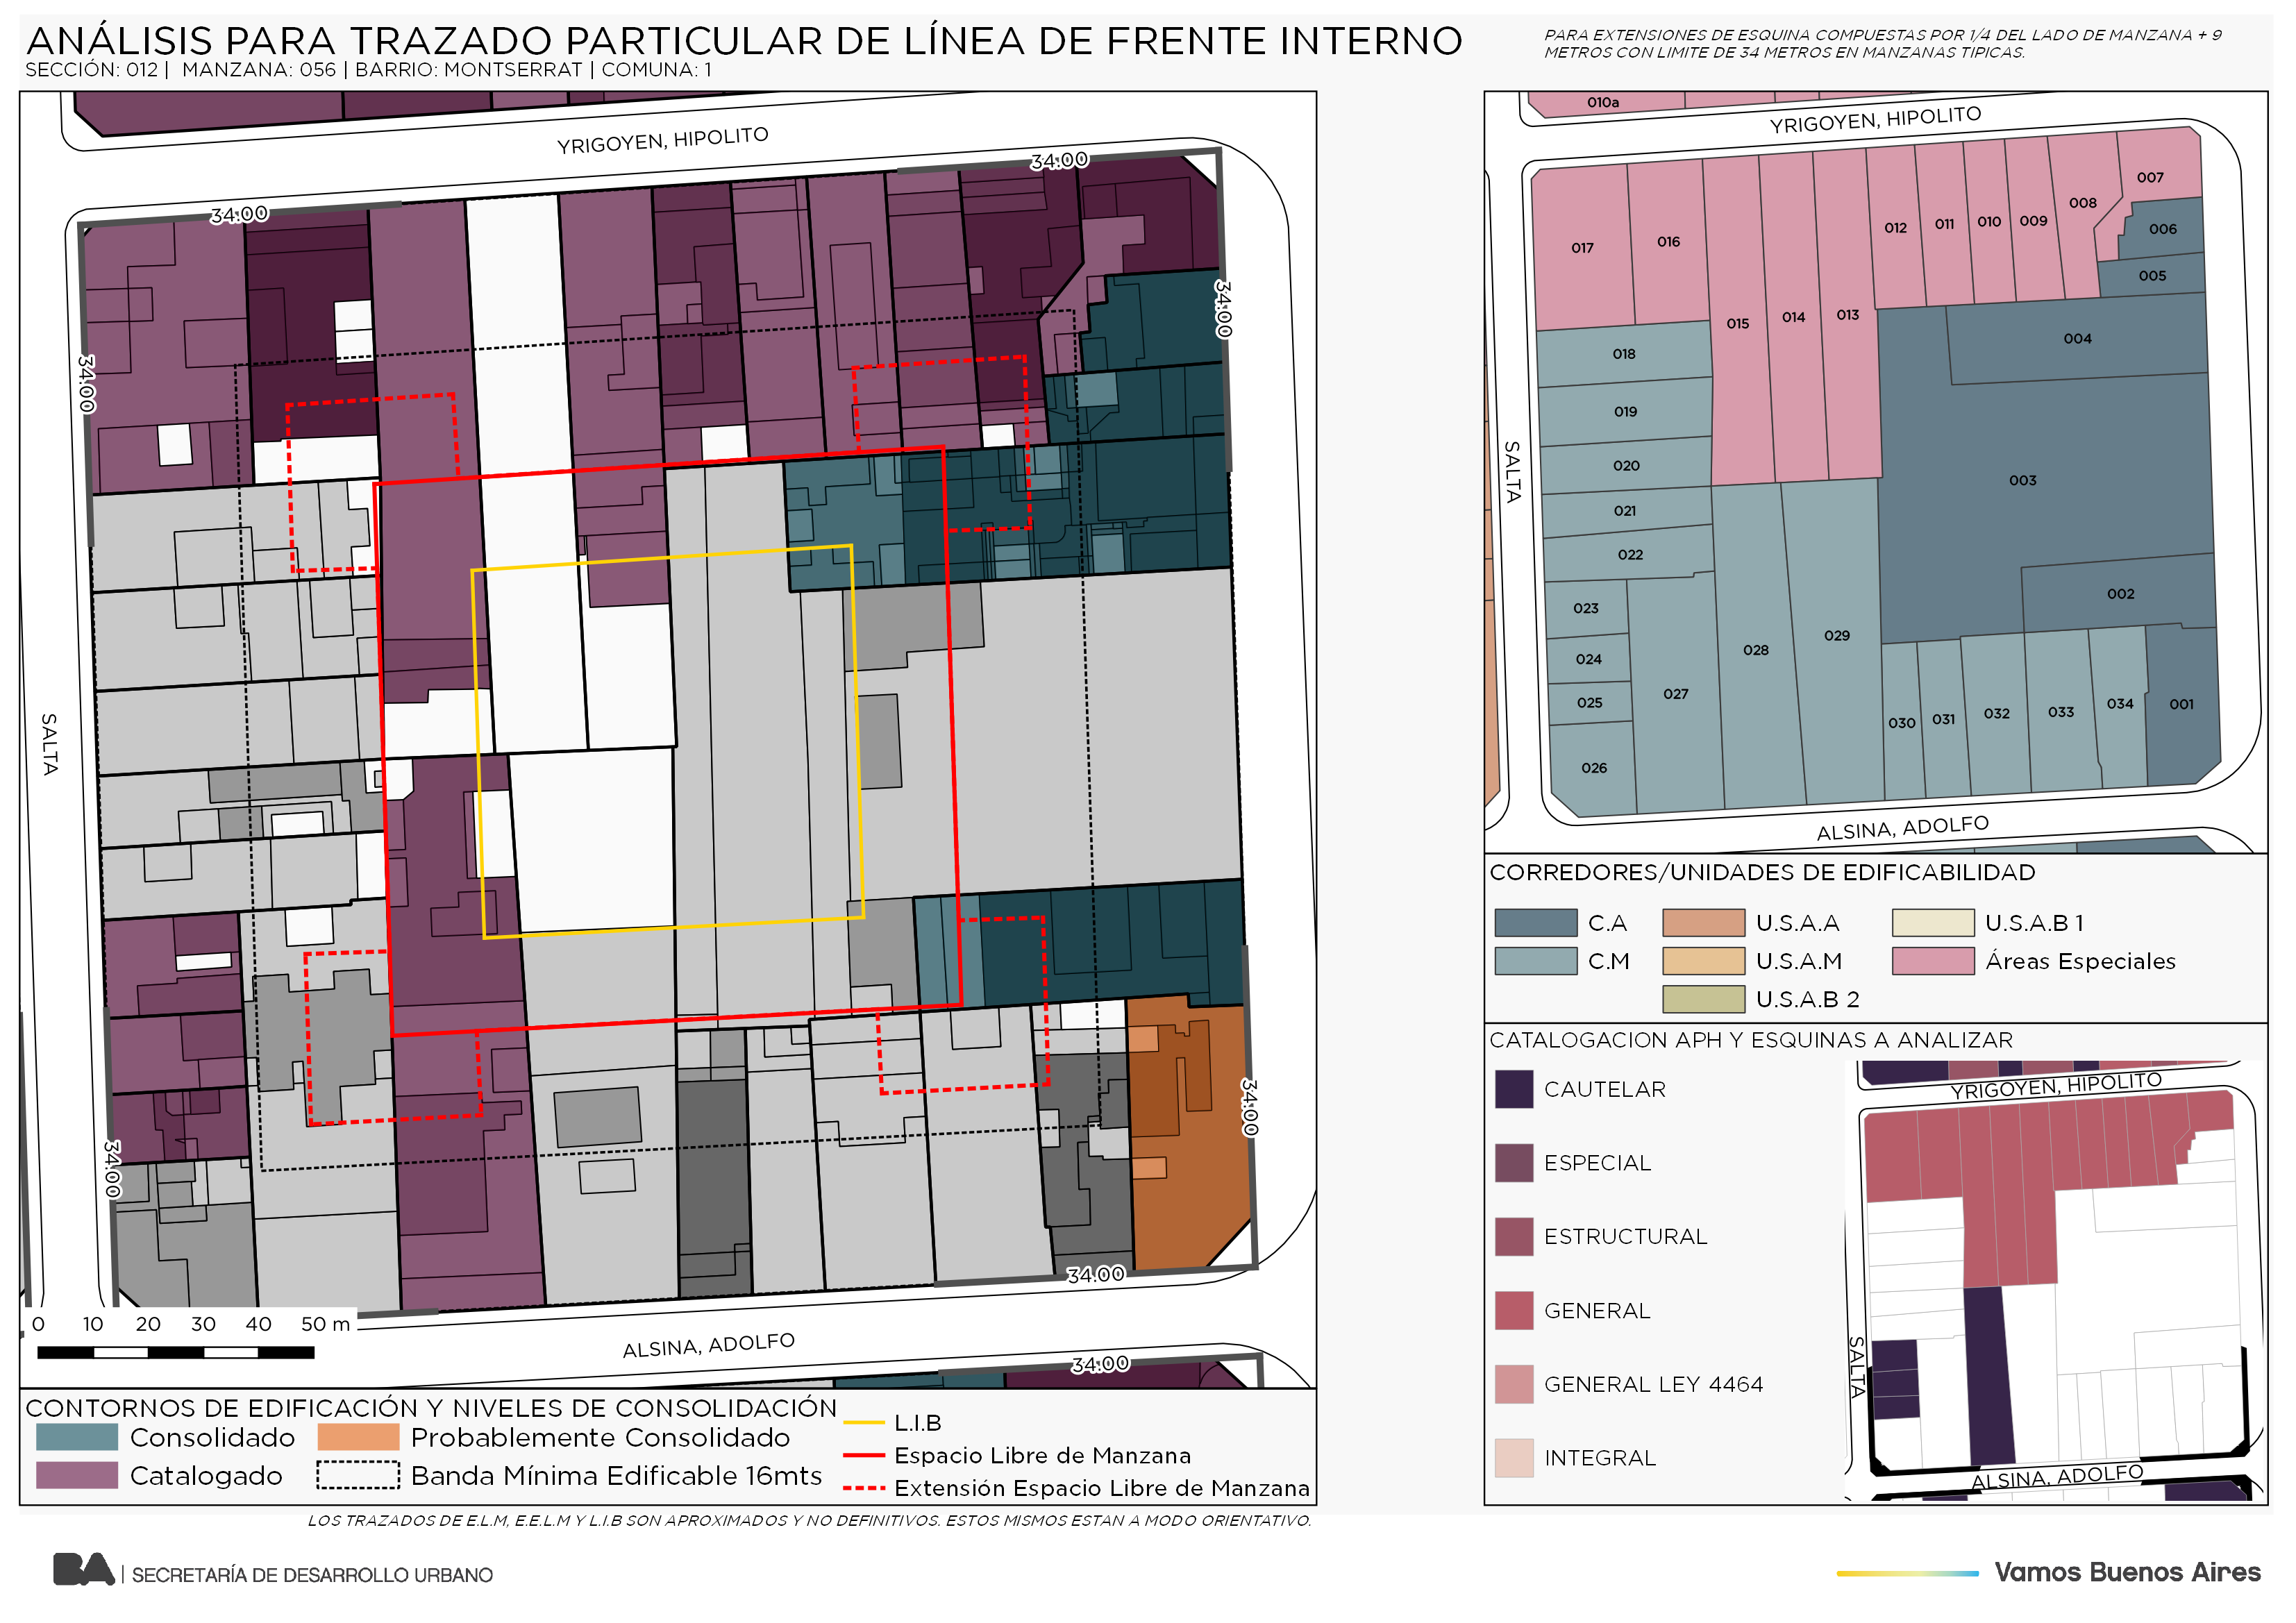 ANÁLISIS PARA TRAZADO PARTICULAR DE LÍNEA DE FRENTE INTERNO
SECCIÓN: 012 | MANZANA: 056 | BARRIO: MONTSERRAT | COMUNA: 1
PARA EXTENSIONES DE ESQUINA COMPUESTAS POR 1/4 DEL LADO DE MANZANA + 9
METROS CON LIMITE DE 34 METROS EN MANZANAS TIPICAS.
YRIGOYEN, HIPOLITO
34.00
34.00
34.00
34.00
SALTA
34.00
34.00
34.00
0 10 20 30 40 50 m
ALSINA, ADOLFO
34.00
CONTORNOS DE EDIFICACIÓN Y NIVELES DE CONSOLIDACIÓN
Consolidado
Catalogado
Probablemente Consolidado
Banda Mínima Edificable 16mts
L.I.B
Espacio Libre de Manzana
Extensión Espacio Libre de Manzana
010a
YRIGOYEN, HIPOLITO
007
008
017
016
012
011
010
009
006
005
015
014
013
004
018
019
020
003
SALTA
021
022
023
002
024
028
029
025
027
026
030
031
032
033
034
001
ALSINA, ADOLFO
CORREDORES/UNIDADES DE EDIFICABILIDAD
C.A
U.S.A.A
U.S.A.B 1
C.M
U.S.A.M
Áreas Especiales
U.S.A.B 2
CATALOGACION APH Y ESQUINAS A ANALIZAR
CAUTELAR
ESPECIAL
ESTRUCTURAL
GENERAL
GENERAL LEY 4464
INTEGRAL
YRIGOYEN, HIPOLITO
SALTA
ALSINA, ADOLFO
LOS TRAZADOS DE E.L.M, E.E.L.M Y L.I.B SON APROXIMADOS Y NO DEFINITIVOS. ESTOS MISMOS ESTAN A MODO ORIENTATIVO.
BA | SECRETARÍA DE DESARROLLO URBANO
Vamos Buenos Aires